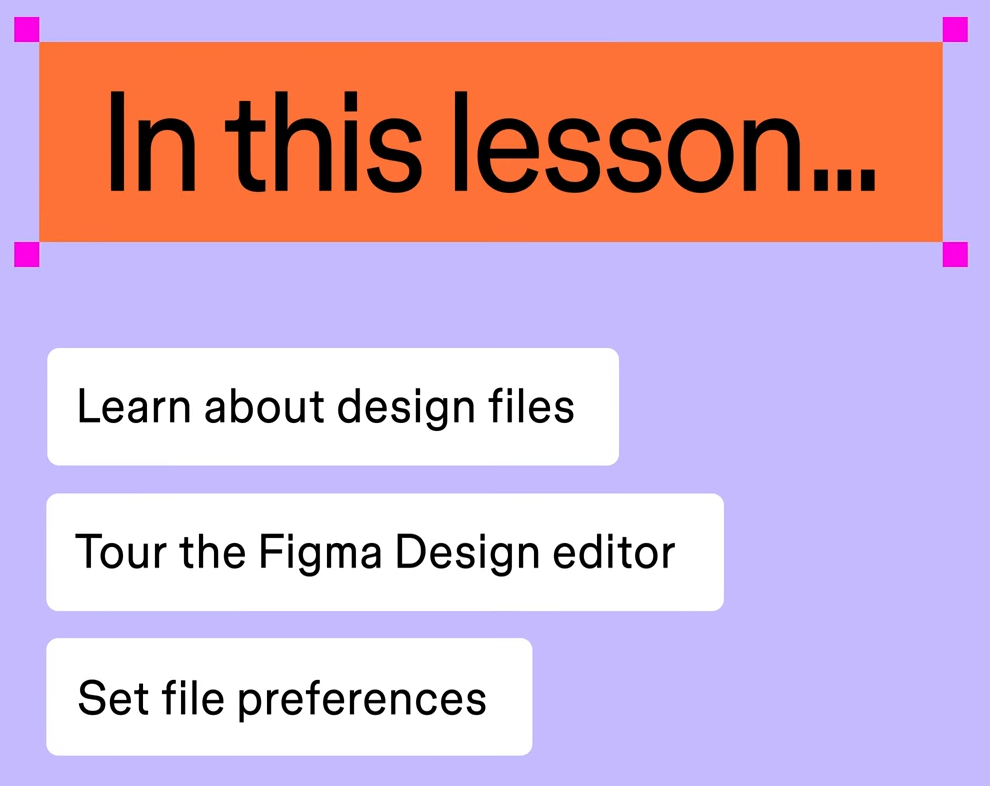 In this lesson...
Learn about design files
Tour the Figma Design editor
Set file preferences